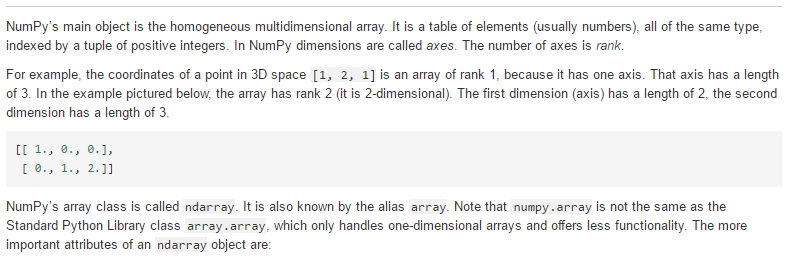 NumPy's main object is the homogeneous multidimensional array. It is a table of elements (usually numbers), all of the same type,
indexed by a tuple of positive integers. In NumPy dimensions are called axes. The number of axes is rank.
For example, the coordinates of a point in 3D space [1, 2, 1] is an array of rank 1, because it has one axis. That axis has a length
of 3. In the example pictured below, the array has rank 2 (it is 2-dimensional). The first dimension (axis) has a length of 2, the second
dimension has a length of 3.
[[ 1., 0., 0.],
 [ 0., 1., 2.]]
NumPy's array class is called ndarray. It is also known by the alias array. Note that numpy.array is not the same as the
Standard Python Library class array.array, which only handles one-dimensional arrays and offers less functionality. The more
important attributes of an ndarray object are: